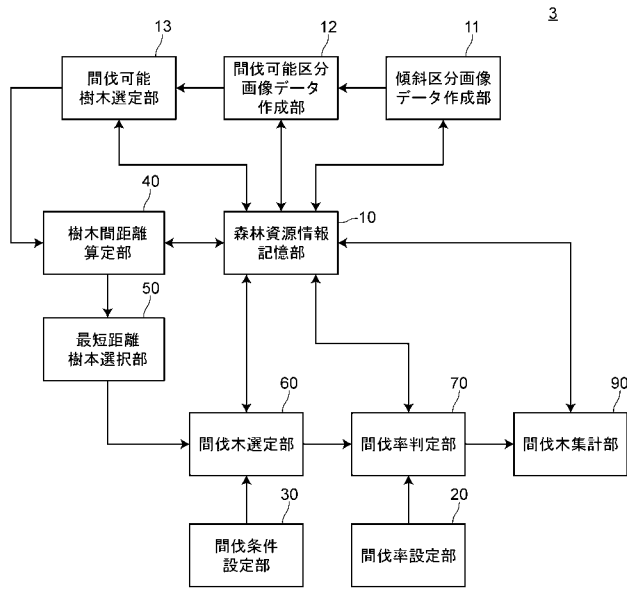 3
13
12
11
間伐可能
樹木選定部
間伐可能区分
画像データ
作成部
傾斜区分画像
データ作成部
40
10
樹木間距離
算定部
森林資源情報
記憶部
50
最短距離
樹本選択部
60
70
90
間伐木選定部
間伐率判定部
間伐木集計部
30
20
間伐条件
設定部
間伐率設定部